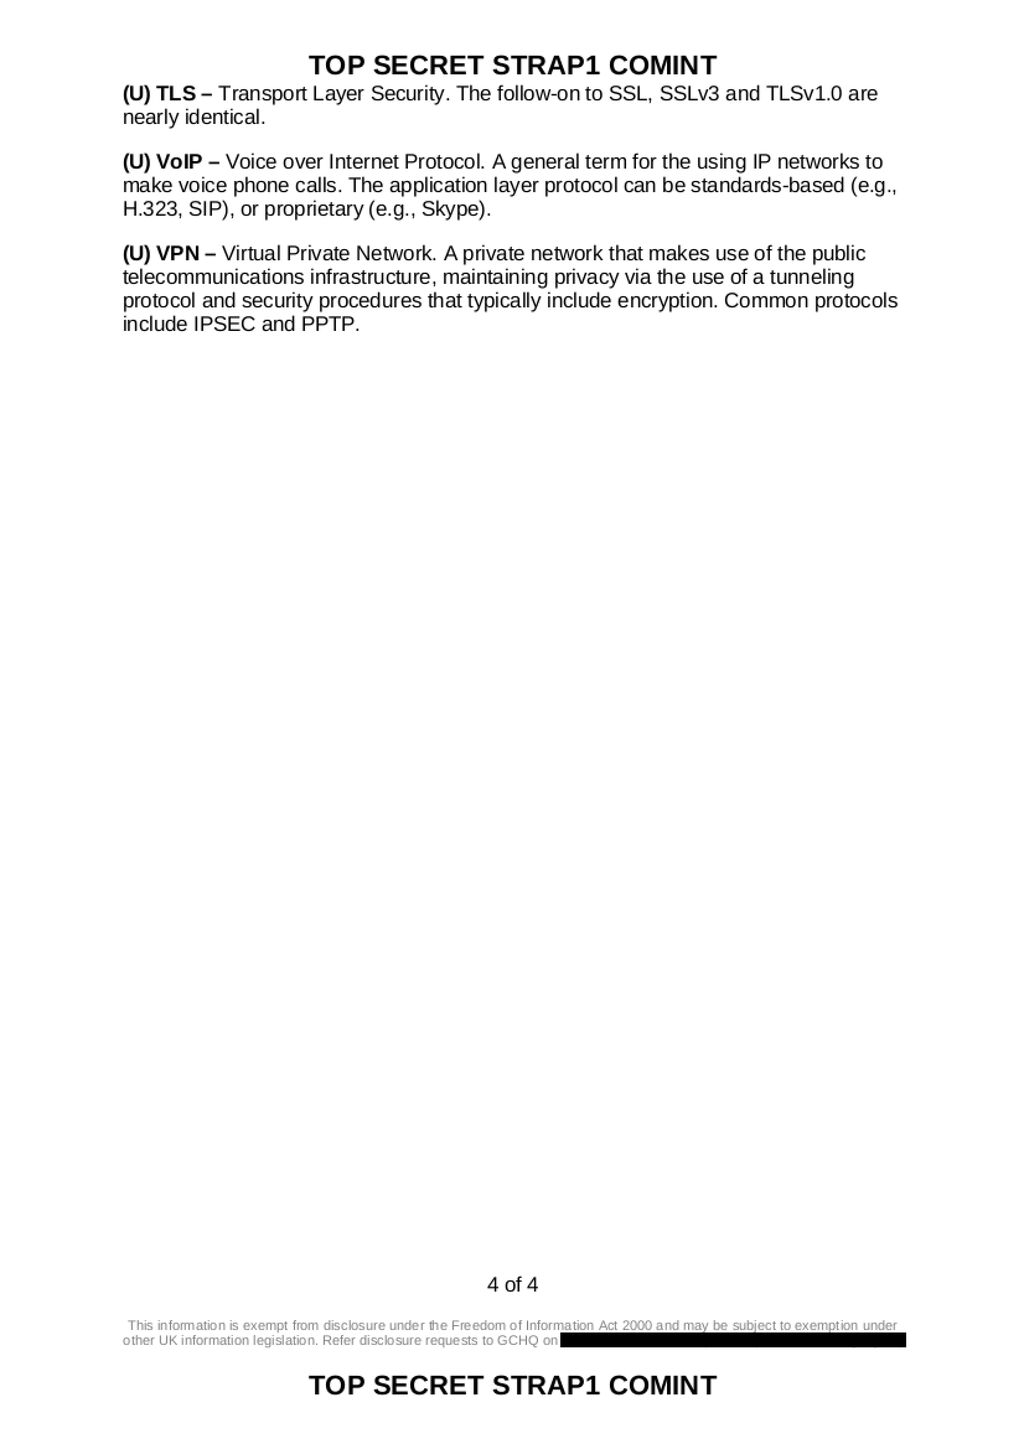 TOP SECRET STRAP1 COMINT
(U) TLS – Transport Layer Security. The follow-on to SSL, SSLv3 and TLSv1.0 are
nearly identical.
(U) VoIP – Voice over Internet Protocol. A general term for the using IP networks to
make voice phone calls. The application layer protocol can be standards-based (e.g.,
H.323, SIP), or proprietary (e.g., Skype).
(U) VPN – Virtual Private Network. A private network that makes use of the public
telecommunications infrastructure, maintaining privacy via the use of a tunneling
protocol and security procedures that typically include encryption. Common protocols
include IPSEC and PPTP.
4 of 4
This information is exempt from disclosure under the Freedom of Information Act 2000 and may be subject to exemption under
other UK information legislation. Refer disclosure requests to GCHQ on
TOP SECRET STRAP1 COMINT